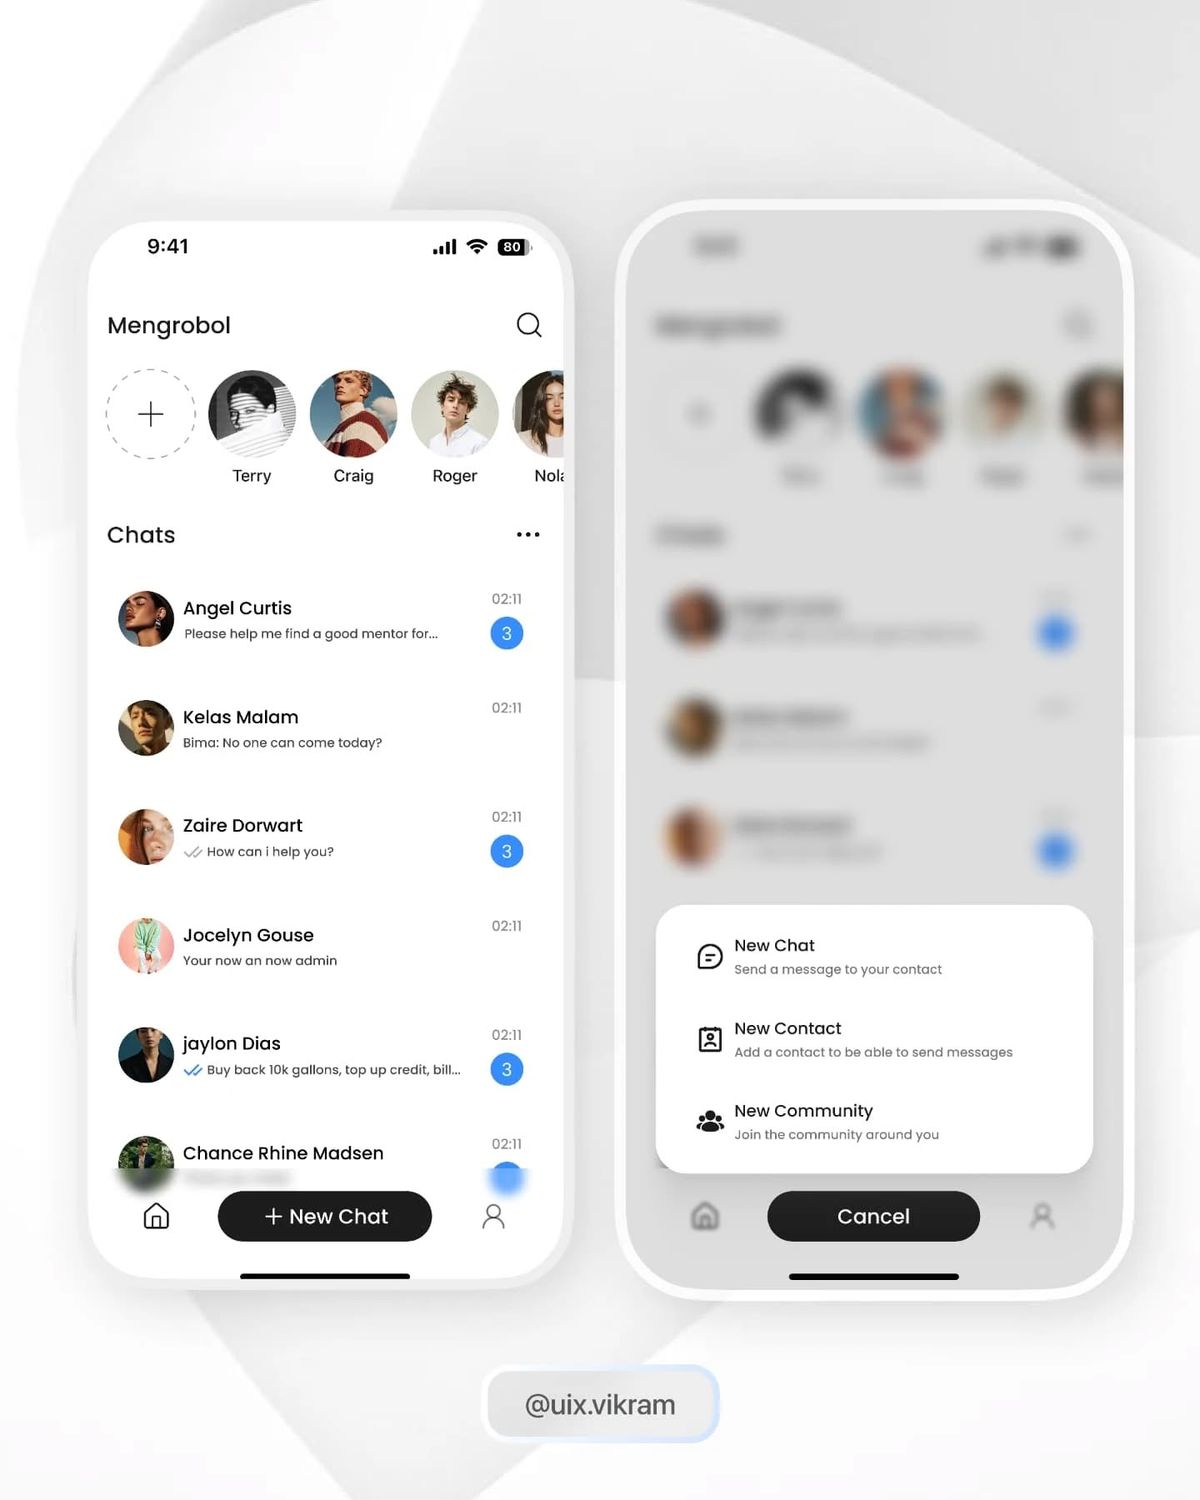 9:41
80
Mengrobol
Terry
Craig
Roger
Nola
Chats
Angel Curtis
02:11
Please help me find a good mentor for...
3
Kelas Malam
02:11
Bima: No one can come today?
Zaire Dorwart
02:11
How can i help you?
3
Jocelyn Gouse
02:11
Your now an now admin
jaylon Dias
02:11
Buy back 10k gallons, top up credit, bill...
3
Chance Rhine Madsen
02:11
+ New Chat
New Chat
Send a message to your contact
New Contact
Add a contact to be able to send messages
New Community
Join the community around you
Cancel
@uix.vikram